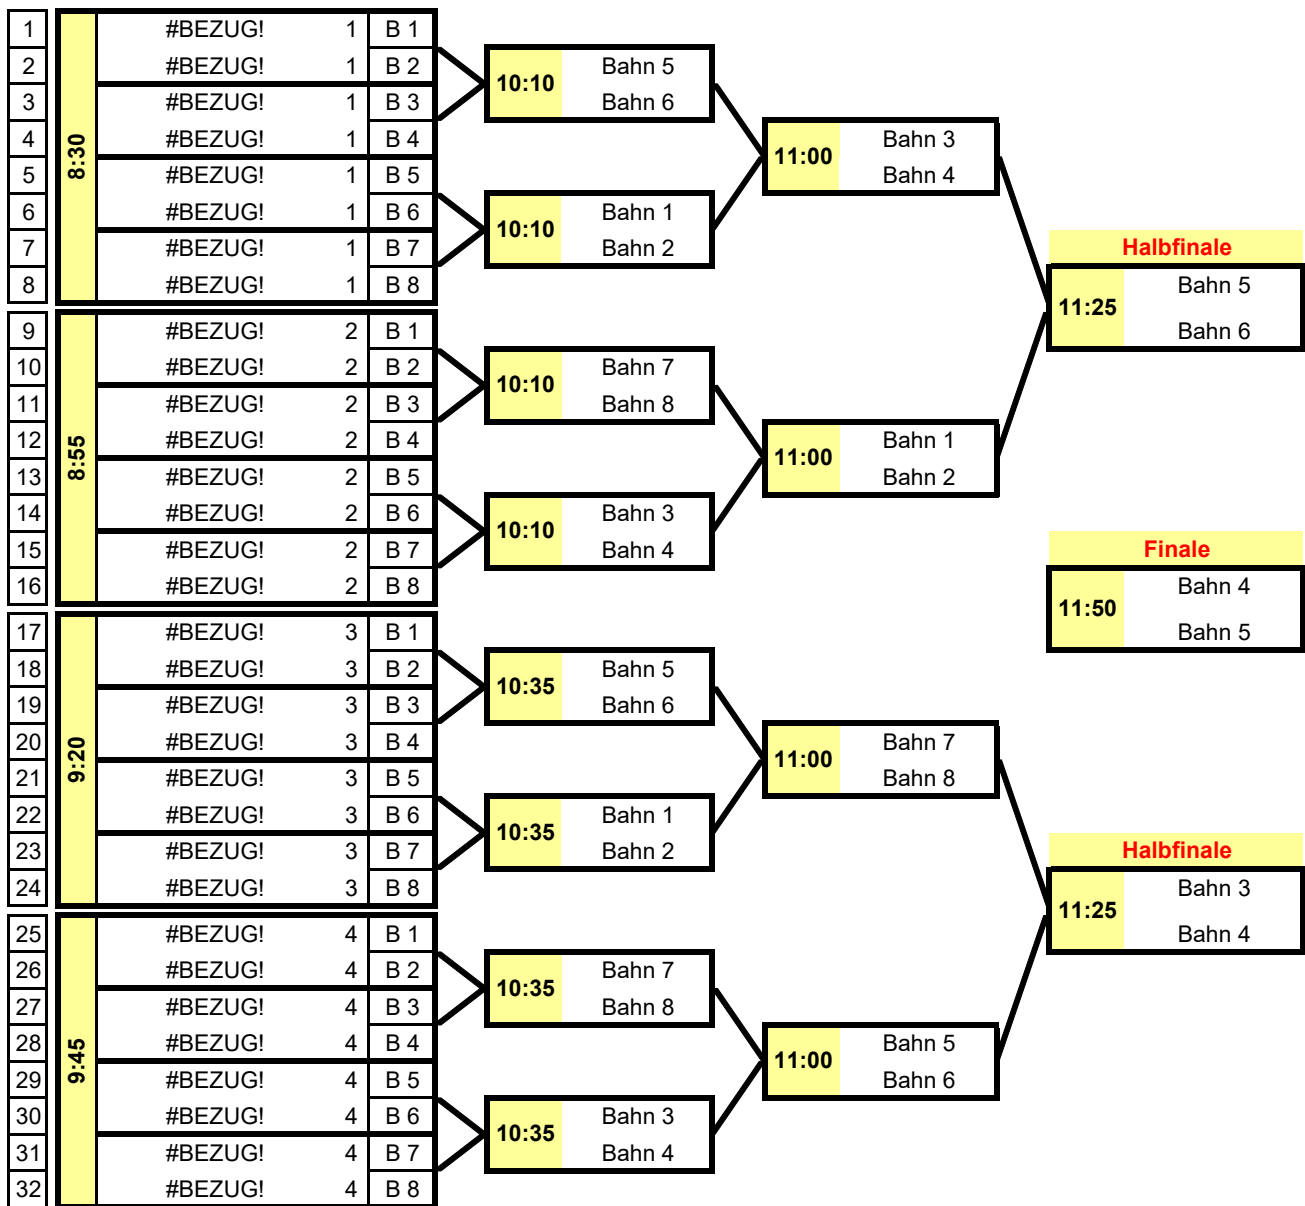 1 #BEZUG! 1 B 1
2 #BEZUG! 1 B 2
3 #BEZUG! 1 B 3
4 #BEZUG! 1 B 4
5 #BEZUG! 1 B 5
6 #BEZUG! 1 B 6
7 #BEZUG! 1 B 7
8 #BEZUG! 1 B 8
8:30
9 #BEZUG! 2 B 1
10 #BEZUG! 2 B 2
11 #BEZUG! 2 B 3
12 #BEZUG! 2 B 4
13 #BEZUG! 2 B 5
14 #BEZUG! 2 B 6
15 #BEZUG! 2 B 7
16 #BEZUG! 2 B 8
8:55
17 #BEZUG! 3 B 1
18 #BEZUG! 3 B 2
19 #BEZUG! 3 B 3
20 #BEZUG! 3 B 4
21 #BEZUG! 3 B 5
22 #BEZUG! 3 B 6
23 #BEZUG! 3 B 7
24 #BEZUG! 3 B 8
9:20
25 #BEZUG! 4 B 1
26 #BEZUG! 4 B 2
27 #BEZUG! 4 B 3
28 #BEZUG! 4 B 4
29 #BEZUG! 4 B 5
30 #BEZUG! 4 B 6
31 #BEZUG! 4 B 7
32 #BEZUG! 4 B 8
9:45
10:10
Bahn 5
Bahn 6
10:10
Bahn 1
Bahn 2
10:10
Bahn 7
Bahn 8
10:10
Bahn 3
Bahn 4
10:35
Bahn 5
Bahn 6
10:35
Bahn 1
Bahn 2
10:35
Bahn 7
Bahn 8
10:35
Bahn 3
Bahn 4
11:00
Bahn 3
Bahn 4
11:00
Bahn 1
Bahn 2
11:00
Bahn 7
Bahn 8
11:00
Bahn 5
Bahn 6
Halbfinale
11:25
Bahn 5
Bahn 6
Finale
11:50
Bahn 4
Bahn 5
Halbfinale
11:25
Bahn 3
Bahn 4